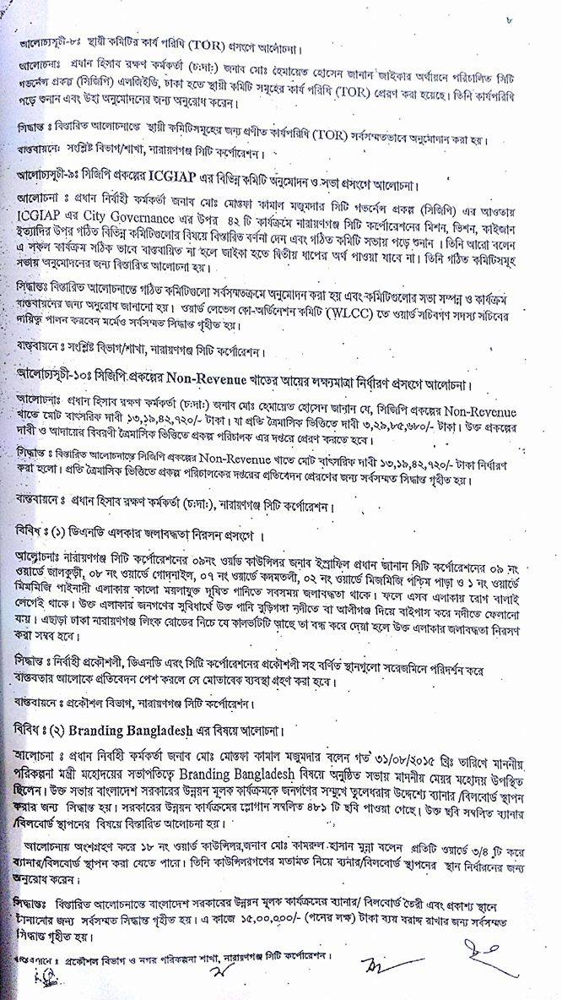 ৮
আলোচ্যসূচী-৮ঃ স্থায়ী কমিটির কার্য পরিধি (TOR) প্রসংগে আলোচনা।
আলোচনাঃ প্রধান হিসাব রক্ষণ কর্মকর্তা (চ:দা:) জনাব মোঃ হেমায়েত হোসেন জানান জাইকার অর্থায়নে পরিচালিত সিটি
গভর্নেন্স প্রকল্প (সিজিপি) এলজিইডি, ঢাকা হতে স্থায়ী কমিটি সমূহের কার্য পরিধি (TOR) প্রেরণ করা হয়েছে। তিনি কার্যপরিধি
পড়ে শুনান এবং উহা অনুমোদনের জন্য অনুরোধ করেন।
সিদ্ধান্ত ঃ বিস্তারিত আলোচনান্তে স্থায়ী কমিটিসমূহের জন্য প্রণীত কার্যপরিধি (TOR) সর্বসম্মতভাবে অনুমোদান করা হয়।
বাস্তবায়নেঃ সংশ্লিষ্ট বিভাগ/শাখা, নারায়ণগঞ্জ সিটি কর্পোরেশন।
আলোচ্যসূচী-৯ঃ সিজিপি প্রকল্পের ICGIAP এর বিভিন্ন কমিটি অনুমোদন ও সভা প্রসংগে আলোচনা।
আলোচনা ঃ প্রধান নির্বাহী কর্মকর্তা জনাব মোঃ মোস্তফা কামাল মজুমদার সিটি গভর্নেন্স প্রকল্প (সিজিপি) এর আওতায়
ICGIAP এর City Governance এর উপর ৪২ টি কার্যক্রমে নারায়ণগঞ্জ সিটি কর্পোরেশনের মিশন, ভিশন, কাইজান
ইত্যাদির উপর গঠিত বিভিন্ন কমিটিগুলোর বিষয়ে বিস্তারিত বর্ণনা দেন এবং গঠিত কমিটি সভায় পড়ে শুনান । তিনি আরো বলেন
এ সকল কার্যক্রম সঠিক ভাবে বাস্তবায়িত না হলে জাইকা হতে দ্বিতীয় ধাপের অর্থ পাওয়া যাবে না। তিনি গঠিত কমিটিসমূহ
সভায় অনুমোদনের জন্য বিস্তারিত আলোচনা হয়।
সিদ্ধান্তঃ বিস্তারিত আলোচনান্তে গঠিত কমিটিগুলো সর্বসম্মতক্রমে অনুমোদন করা হয় এবং কমিটিগুলোর সভা সম্পন্ন ও কার্যক্রম
বাস্তবায়নের জন্য অনুরোধ জানানো হয়। ওয়ার্ড লেভেল কো-অর্ডিনেশন কমিটি (WLCC) তে ওয়ার্ড সচিবগণ সদস্য সচিবের
দায়িত্ব পালন করবেন মর্মেও সর্বসম্মত সিদ্ধান্ত গৃহীত হয়।
বাস্তবায়নে ঃ সংশ্লিষ্ট বিভাগ/শাখা, নারায়ণগঞ্জ সিটি কর্পোরেশন।
আলোচ্যসূচী-১০ঃ সিজিপি প্রকল্পের Non-Revenue খাতের আয়ের লক্ষ্যমাত্রা নির্ধারণ প্রসংগে আলোচনা।
আলোচনাঃ প্রধান হিসাব রক্ষণ কর্মকর্তা (চ:দা:) জনাব মোঃ হেমায়েত হোসেন জানান যে, সিজিপি প্রকল্পের Non-Revenue
খাতে মোট বাৎসরিক দাবী ১৩,১৯,৪২,৭২০/- টাকা। যা প্রতি ত্রৈমাসিক ভিত্তিতে দাবী ৩,২৯,৮৫,৬৮০/- টাকা। উক্ত প্রকল্পের
দাবী ও আদায়ের বিবরণী ত্রৈমাসিক ভিত্তিতে প্রকল্প পরিচালক এর দপ্তরে প্রেরণ করতে হবে।
সিদ্ধান্ত ঃ বিস্তারিত আলোচনান্তে সিজিপি প্রকল্পের Non-Revenue খাতে মোট বাৎসরিক দাবী ১৩,১৯,৪২,৭২০/- টাকা নির্ধারণ
করা হলো। প্রতি ত্রৈমাসিক ভিত্তিতে প্রকল্প পরিচালকের দপ্তরের প্রতিবেদন প্রেরণের জন্য সর্বসম্মত সিদ্ধান্ত গৃহীত হয়।
বাস্তবায়নে ঃ প্রধান হিসাব রক্ষণ কর্মকর্তা (চ:দা:), নারায়ণগঞ্জ সিটি কর্পোরেশন।
বিবিধ ঃ (১) ডিএনডি এলকার জলাবদ্ধতা নিরসন প্রসংগে ।
আলোচনাঃ নারায়ণগঞ্জ সিটি কর্পোরেশনের ০৯নং ওয়ার্ড কাউন্সিলর জনাব ইস্রাফিল প্রধান জানান সিটি কর্পোরেশনের ০৯ নং
ওয়ার্ডে জালকুড়ী, ০৮ নং ওয়ার্ডে গোদনাইল, ০৭ নং ওয়ার্ডে কদমতলী, ০২ নং ওয়ার্ডে মিজমিজি পশ্চিম পাড়া ও ১ নং ওয়ার্ডে
মিমমিজি পাইনাদী এলাকায় কালো ময়লাযুক্ত দূষিত পানিতে সবসময় জলাবদ্ধতা থাকে। ফলে এসব এলাকায় রোগ বালাই
লেগেই থাকে। উক্ত এলাকার জনগণের সুবিধার্থে উক্ত পানি বুড়িগঙ্গা নদীতে বা আলীগঞ্জ দিয়ে বাইপাস করে নদীতে ফেলানো
যায়। এছাড়া ঢাকা নারায়ণগঞ্জ লিংক রোডের নিচে যে কালভার্টটি আছে তা বন্ধ করে দেয়া হলে উক্ত এলাকার জলাবদ্ধতা নিরসণ
করা সম্বব হবে।
সিদ্ধান্ত ঃ নির্বাহী প্রকৌশলী, ডিএনডি এবং সিটি কর্পোরেশনের প্রকৌশলী সহ বর্ণিত স্থানগুলো সরেজমিনে পরিদর্শন করে
বাস্তবতার আলোকে প্রতিবেদন পেশ করলে সে মোতাবেক ব্যবস্থা গ্রহণ করা হবে।
বাস্তবায়নে ঃ প্রকৌশল বিভাগ, নারায়ণগঞ্জ সিটি কর্পোরেশন।
বিবিধ ঃ (২) Branding Bangladesh এর বিষয়ে আলোচনা।
আলোচনা ঃ প্রধান নির্বাহী কর্মকর্তা জনাব মোঃ মোস্তফা কামাল মজুমদার বলেন গত ৩১/০৮/২০১৫ খ্রিঃ তারিখে মাননীয়
পরিকল্পনা মন্ত্রী মহোদয়ের সভাপতিত্বে Branding Bangladesh বিষয়ে অনুষ্ঠিত সভায় মাননীয় মেয়র মহোদয় উপস্থিত
ছিলেন। উক্ত সভায় বাংলাদেশ সরকারের উন্নয়ন মূলক কার্যক্রমকে জনগণের সম্মুখে তুলেধরার উদ্দেশ্যে ব্যানার /বিলবোর্ড স্থাপন
করার জন্য সিদ্ধান্ত হয়। সরকারের উন্নয়ন কার্যক্রমের স্লোগান সম্বলিত ৪৮১ টি ছবি পাওয়া গেছে। উক্ত ছবি সম্বলিত ব্যানার
/বিলবোর্ড স্থাপনের বিষয়ে বিস্তারিত আলোচনা হয়।
আলোচনায় অংশগ্রহণ করে ১৮ নং ওয়ার্ড কাউন্সিলর,জনাব মোঃ কামরুল হাসান মুন্না বলেন প্রতিটি ওয়ার্ডে ৩/৪ টি করে
ব্যানার/বিলবোর্ড স্থাপন করা যেতে পারে। তিনি কাউন্সিলরগণের মতামত নিয়ে ব্যনার/বিলবোর্ড স্থাপনের স্থান নির্ধারনের জন্য
অনুরোধ করেন।
সিদ্ধান্তঃ বিস্তারিত আলোচনান্তে বাংলাদেশ সরকারের উন্নয়ন মূলক কার্যক্রমের ব্যানার/ বিলবোর্ড তৈরী এবং প্রকাশ্য স্থানে
টানানোর জন্য সর্বসম্মত সিদ্ধান্ত গৃহীত হয়। এ কাজে ১৫,০০,০০০/- (পনের লক্ষ) টাকা ব্যয় বরাদ্দ রাখার জন্য সর্বসম্মত
সিদ্ধান্ত গৃহীত হয়।
বাস্তবনানে ঃ প্রকৌশল বিভাগ ও নগর পরিকল্পনা শাখা, নারায়ণগঞ্জ সিটি কর্পোরেশন।